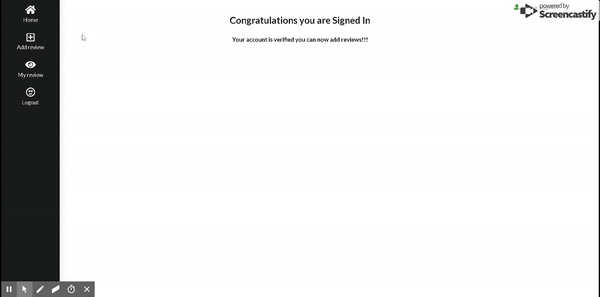 Home
Add review
My review
Logout
Congratulations you are Signed In
Your account is verified you can now add reviews!!!
powered by
Screencastify